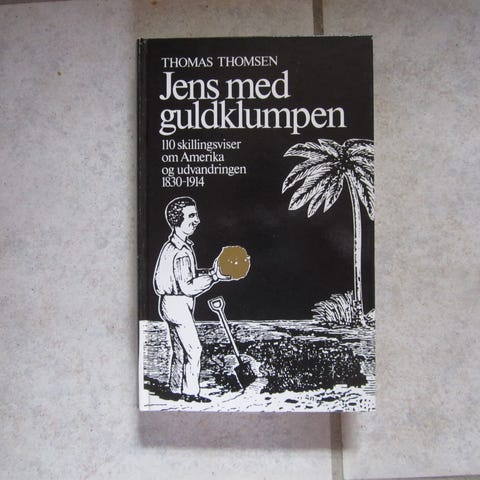 THOMAS THOMSEN
Jens med
guldklumpen
110 skillingsviser
om Amerika
og udvandringen
1830-1914